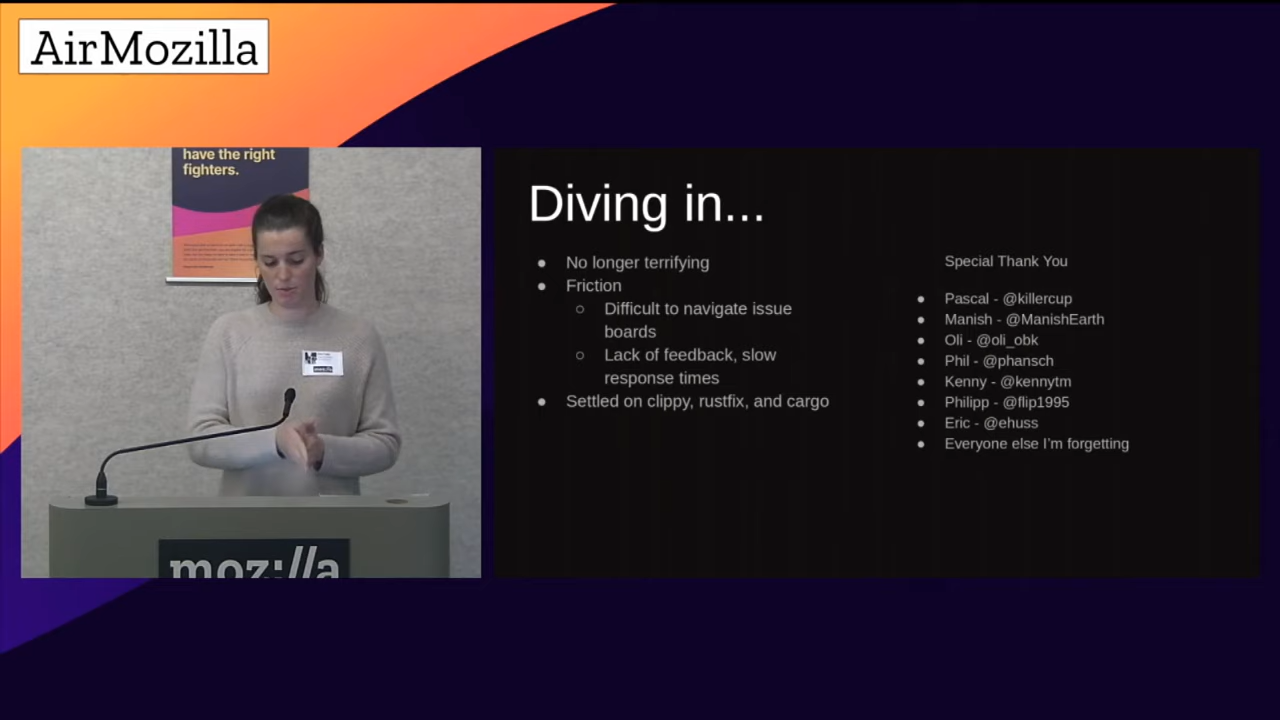 AirMozilla
have the right
fighters.
moz://a
Diving in...
● No longer terrifying
● Friction
○ Difficult to navigate issue
boards
○ Lack of feedback, slow
response times
● Settled on clippy, rustfix, and cargo
Special Thank You
● Pascal - @killercup
● Manish - @ManishEarth
● Oli - @oli_obk
● Phil - @phansch
● Kenny - @kennytm
● Philipp - @flip1995
● Eric - @ehuss
● Everyone else I'm forgetting